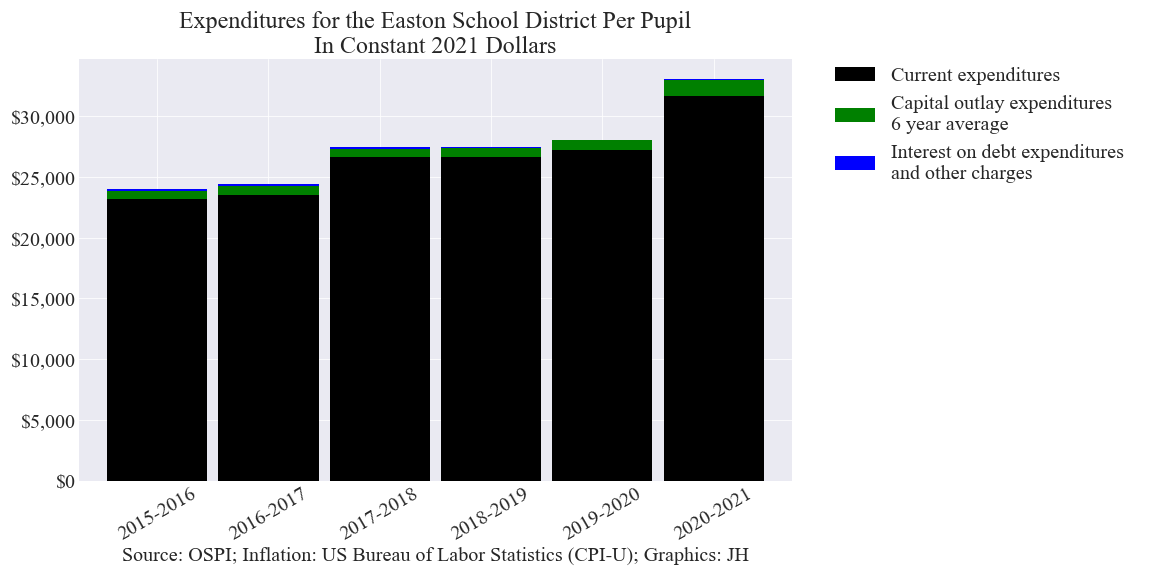 Expenditures for the Easton School District Per Pupil
In Constant 2021 Dollars
$30,000
$25,000
$20,000
$15,000
$10,000
$5,000
$0
2015-2016
2016-2017
2017-2018
2018-2019
2019-2020
2020-2021
Source: OSPI; Inflation: US Bureau of Labor Statistics (CPI-U); Graphics: JH
Current expenditures
Capital outlay expenditures
6 year average
Interest on debt expenditures
and other charges